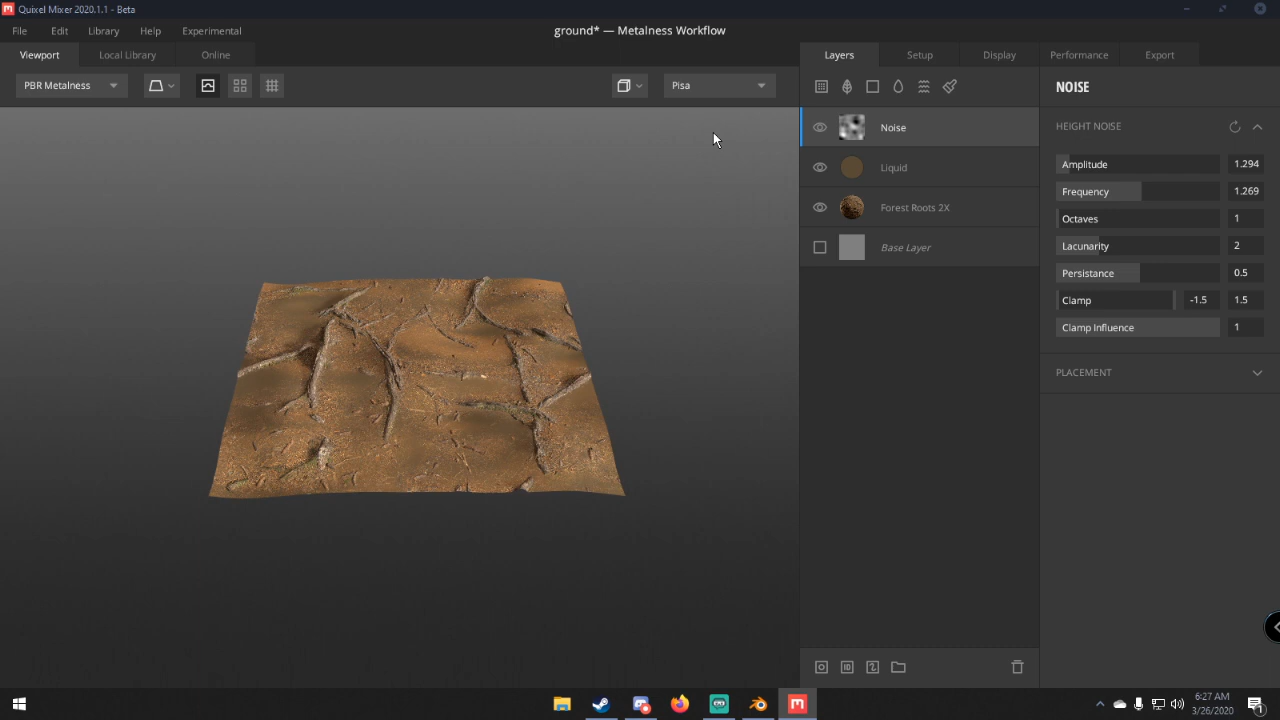 Quixel Mixer 2020.1.1 - Beta
File Edit Library Help Experimental
ground* — Metalness Workflow
Viewport Local Library Online
Layers Setup Display Performance Export
PBR Metalness
Pisa
Noise
Liquid
Forest Roots 2X
Base Layer
NOISE
HEIGHT NOISE
Amplitude 1.294
Frequency 1.269
Octaves 1
Lacunarity 2
Persistance 0.5
Clamp -1.5 1.5
Clamp Influence 1
PLACEMENT
6:27 AM
3/26/2020